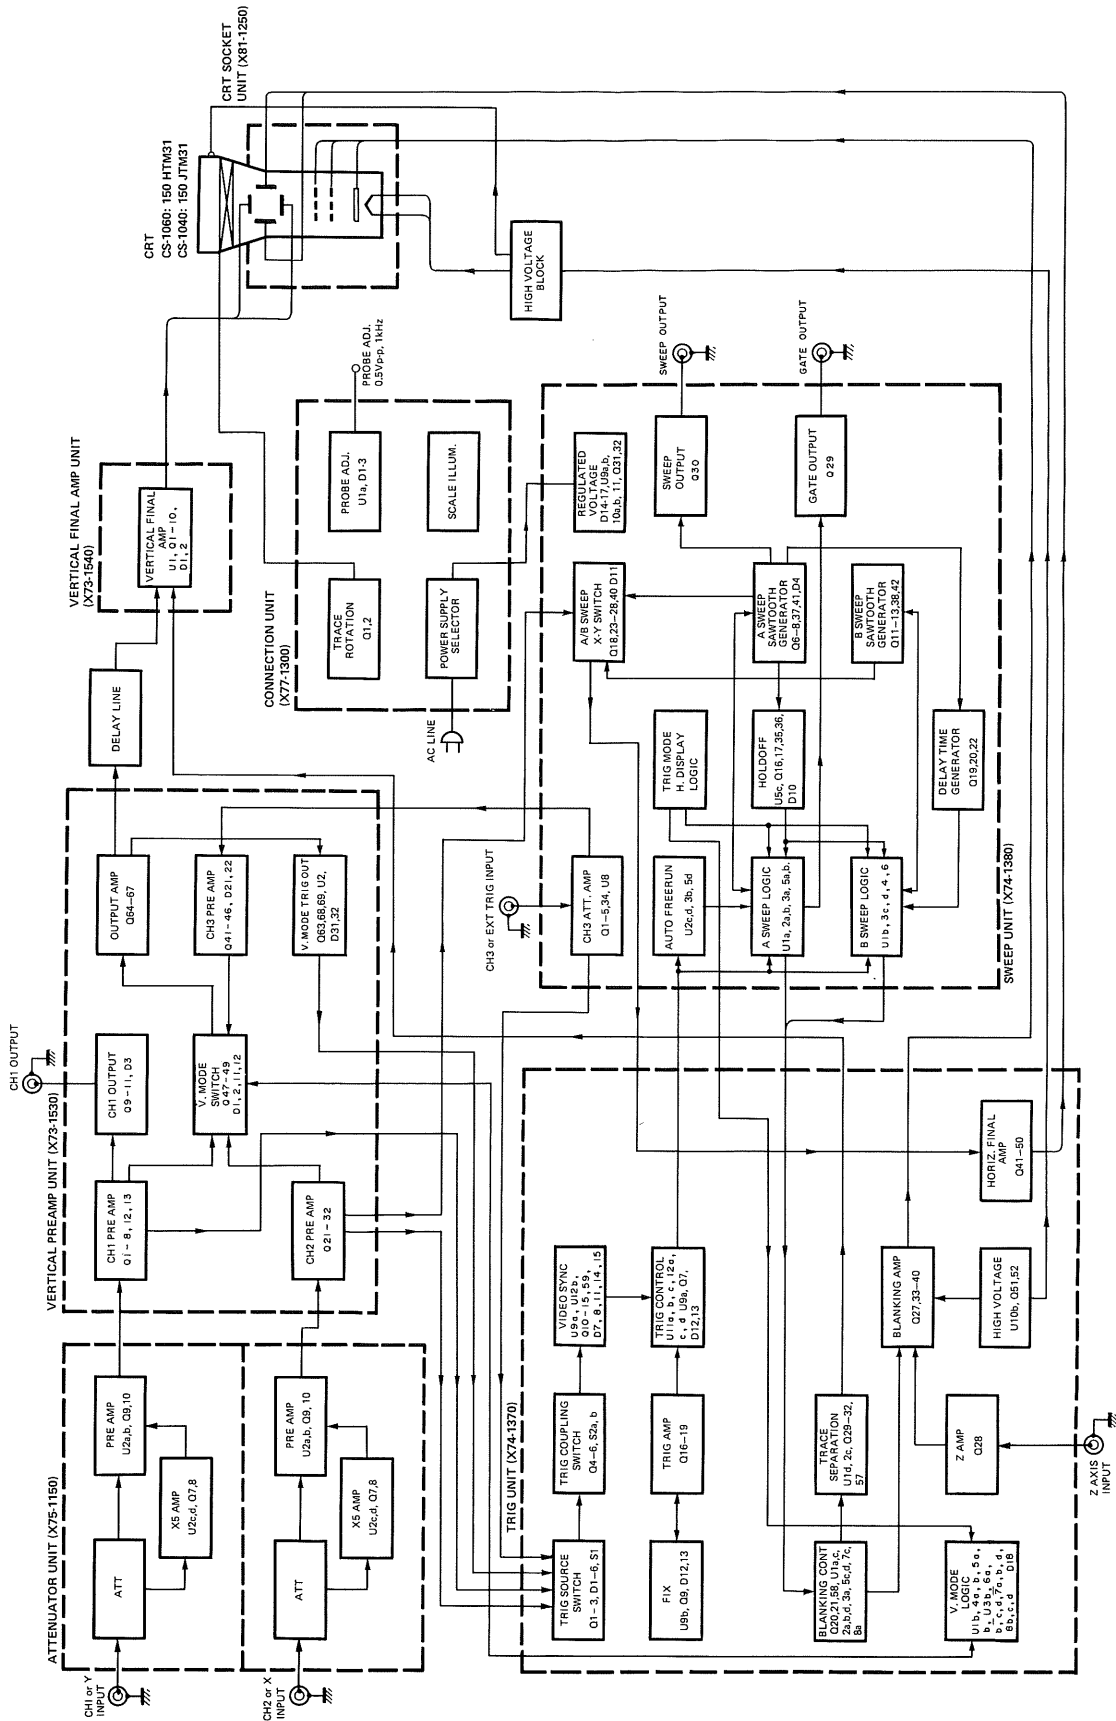 CRT
CS-1060: 150 HTM31
CS-1040: 150 JTM31
CRT SOCKET
UNIT (X81-1250)
VERTICAL FINAL AMP UNIT
(X73-1540)
VERTICAL FINAL
AMP
U1, Q1-10,
D1, 2
DELAY LINE
HIGH VOLTAGE
BLOCK
CONNECTION UNIT
(X77-1300)
TRACE
ROTATION
Q1,2
PROBE ADJ.
U1a, D1-3
PROBE ADJ.
0.5Vp-p, 1kHz
POWER SUPPLY
SELECTOR
SCALE ILLUM.
AC LINE
CH1 OUTPUT
VERTICAL PREAMP UNIT (X73-1530)
CH1 PRE AMP
Q1-8, 12, 13
CH1 OUTPUT
Q9-11, D3
OUTPUT AMP
Q64-67
V. MODE
SWITCH
Q47-49
D1, 2, 11, 12
CH3 PRE AMP
Q41-46, D21, 22
V. MODE TRIG OUT
Q63,68,69, U2,
D31,32
CH2 PRE AMP
Q21-32
ATTENUATOR UNIT (X75-1150)
CH1 or Y
INPUT
ATT
PRE AMP
U2a,b, Q9,10
X5 AMP
U2c,d, Q7,8
CH2 or X
INPUT
ATT
PRE AMP
U2a,b, Q9, 10
X5 AMP
U2c,d, Q7,8
CH3 or EXT TRIG INPUT
SWEEP UNIT (X74-1380)
CH3 ATT. AMP
Q1-5,34, U8
A/B SWEEP
X-Y SWITCH
Q18,23-28,40 D11
REGULATED
VOLTAGE
D14-17,U9a,b,
10a,b, 11, Q31,32
AUTO FREERUN
U2c,d, 3b, 5d
TRIG MODE
H. DISPLAY
LOGIC
SWEEP
OUTPUT
Q30
SWEEP OUTPUT
A SWEEP LOGIC
U1a, 2a,b, 3a, 5a,b,
HOLDOFF
U5c, Q16,17,35,36,
D10
A SWEEP
SAWTOOTH
GENERATOR
Q6-8,37,41,D4
GATE OUTPUT
Q29
GATE OUTPUT
B SWEEP LOGIC
U1b, 3c, d, 4, 6
B SWEEP
SAWTOOTH
GENERATOR
Q11-13,38,42
DELAY TIME
GENERATOR
Q19,20,22
TRIG UNIT (X74-1370)
TRIG SOURCE
SWITCH
Q1-3, D1-6, S1
TRIG COUPLING
SWITCH
Q4-6, S2a, b
VIDEO SYNC
U9a, U12b,
Q10-15, 59,
D7, 8, 11, 14, 15
FIX
U9b, Q9, D12,13
TRIG AMP
Q16-19
TRIG CONTROL
U11a, b, c, 12a,
c, d U9a, Q7,
D12,13
BLANKING CONT
Q20,21,58, U1a,c,
2a,b,d, 3a, 5c,d, 7c,
8a
TRACE
SEPARATION
U1d, 2c, Q29-32,
57
BLANKING AMP
Q27,33-40
HORIZ. FINAL
AMP
Q41-50
V. MODE
LOGIC
U1b, 4a, b, 5a,
b, U3b, 6a,
b, c,d,7a,b,d,
8b,c,d D18
Z AMP
Q28
HIGH VOLTAGE
U10b, Q51,52
Z AXIS
INPUT